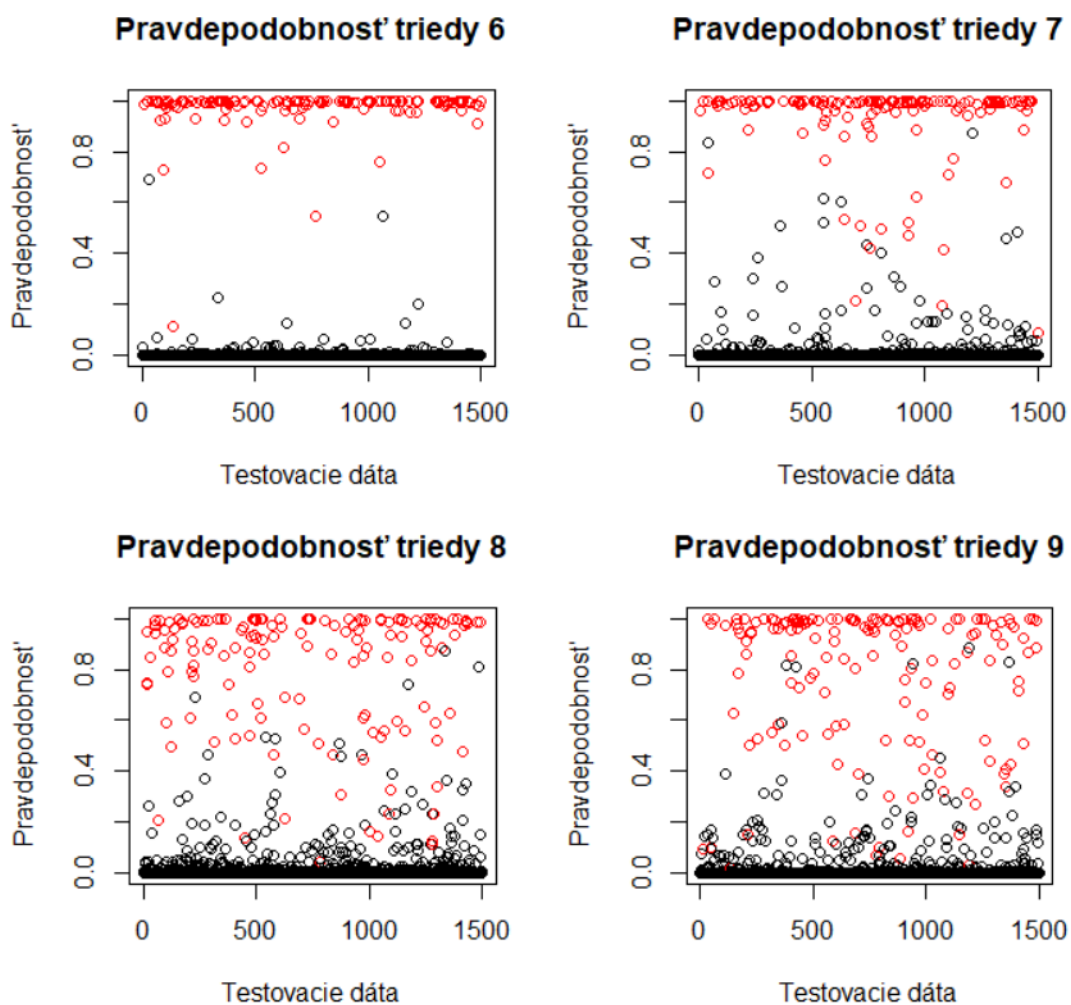 Pravdepodobnosť triedy 6
Pravdepodobnosť
0.0 0.4 0.8
0 500 1000 1500
Testovacie dáta
Pravdepodobnosť triedy 7
Pravdepodobnosť
0.0 0.4 0.8
0 500 1000 1500
Testovacie dáta
Pravdepodobnosť triedy 8
Pravdepodobnosť
0.0 0.4 0.8
0 500 1000 1500
Testovacie dáta
Pravdepodobnosť triedy 9
Pravdepodobnosť
0.0 0.4 0.8
0 500 1000 1500
Testovacie dáta